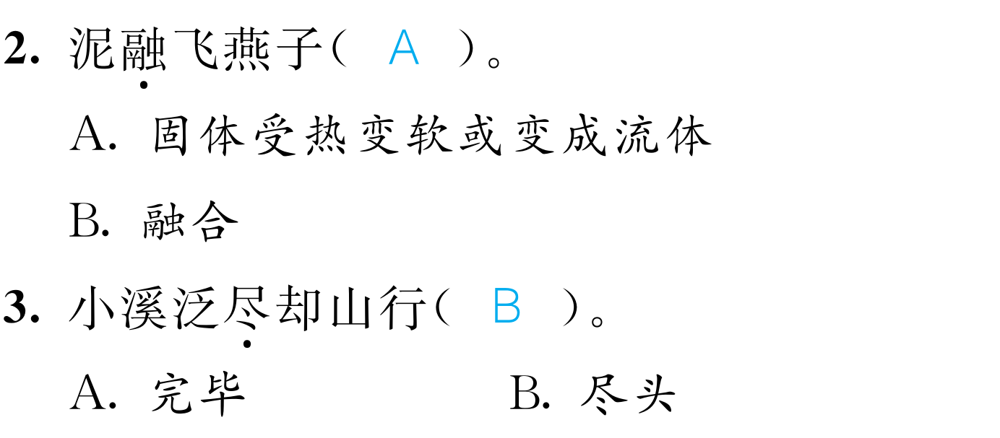 2. 泥融飞燕子( A )。
A. 固体受热变软或变成流体
B. 融合
3. 小溪泛尽却山行( B )。
A. 完毕 B. 尽头